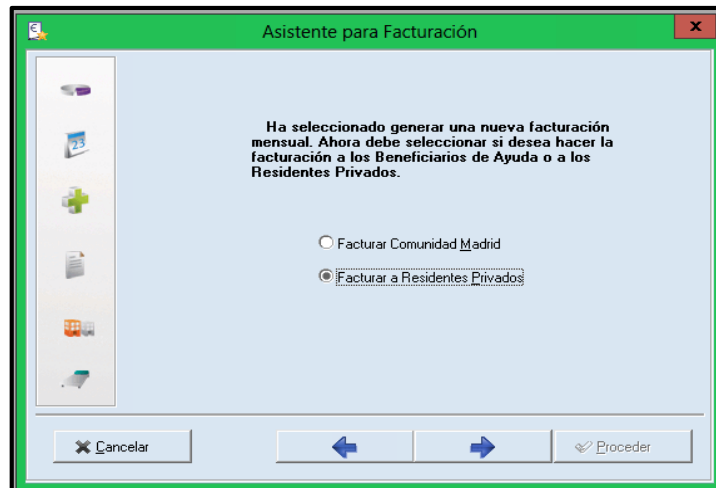 Asistente para Facturación
x
23
Ha seleccionado generar una nueva facturación
mensual. Ahora debe seleccionar si desea hacer la
facturación a los Beneficiarios de Ayuda o a los
Residentes Privados.
Facturar Comunidad Madrid
Facturar a Residentes Privados
Cancelar
Proceder